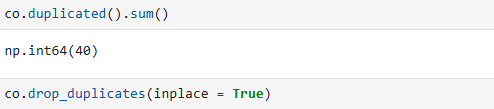 co.duplicated().sum()
np.int64(40)
co.drop_duplicates(inplace = True)